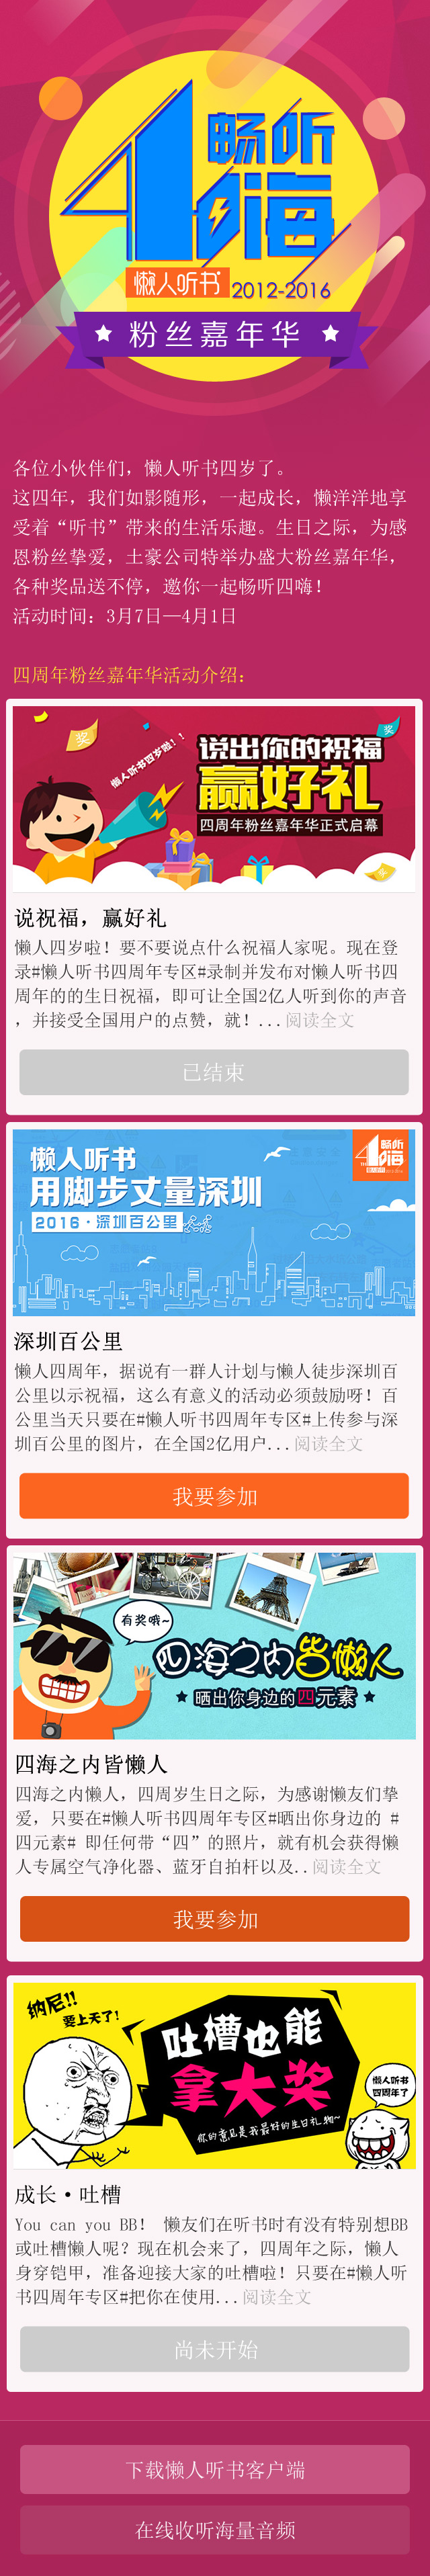 4
畅听
嗨
懒人听书 2012-2016
粉丝嘉年华
各位小伙伴们，懒人听书四岁了。
这四年，我们如影随形，一起成长，懒洋洋地享
受着“听书”带来的生活乐趣。生日之际，为感
恩粉丝挚爱，土豪公司特举办盛大粉丝嘉年华，
各种奖品送不停，邀你一起畅听四嗨！
活动时间：3月7日—4月1日
四周年粉丝嘉年华活动介绍：
奖
奖
懒人听书四岁啦！！
说出你的祝福
赢好礼
四周年粉丝嘉年华正式启幕
说祝福，赢好礼
懒人四岁啦！要不要说点什么祝福人家呢。现在登
录#懒人听书四周年专区#录制并发布对懒人听书四
周年的的生日祝福，即可让全国2亿人听到你的声音
，并接受全国用户的点赞，就！...阅读全文
已结束
懒人听书
用脚步丈量深圳
2016·深圳百公里
4畅听嗨
深圳百公里
懒人四周年，据说有一群人计划与懒人徒步深圳百
公里以示祝福，这么有意义的活动必须鼓励呀！百
公里当天只要在#懒人听书四周年专区#上传参与深
圳百公里的图片，在全国2亿用户...阅读全文
我要参加
有奖哦~
四海之内皆懒人
★晒出你身边的四元素★
四海之内皆懒人
四海之内懒人，四周岁生日之际，为感谢懒友们挚
爱，只要在#懒人听书四周年专区#晒出你身边的 #
四元素# 即任何带“四”的照片，就有机会获得懒
人专属空气净化器、蓝牙自拍杆以及..阅读全文
我要参加
纳尼!!
要上天了!
吐槽也能
拿大奖
你的意见是我最好的生日礼物~
懒人听书
四周年了
成长·吐槽
You can you BB！ 懒友们在听书时有没有特别想BB
或吐槽懒人呢？现在机会来了，四周年之际，懒人
身穿铠甲，准备迎接大家的吐槽啦！只要在#懒人听
书四周年专区#把你在使用...阅读全文
尚未开始
下载懒人听书客户端
在线收听海量音频